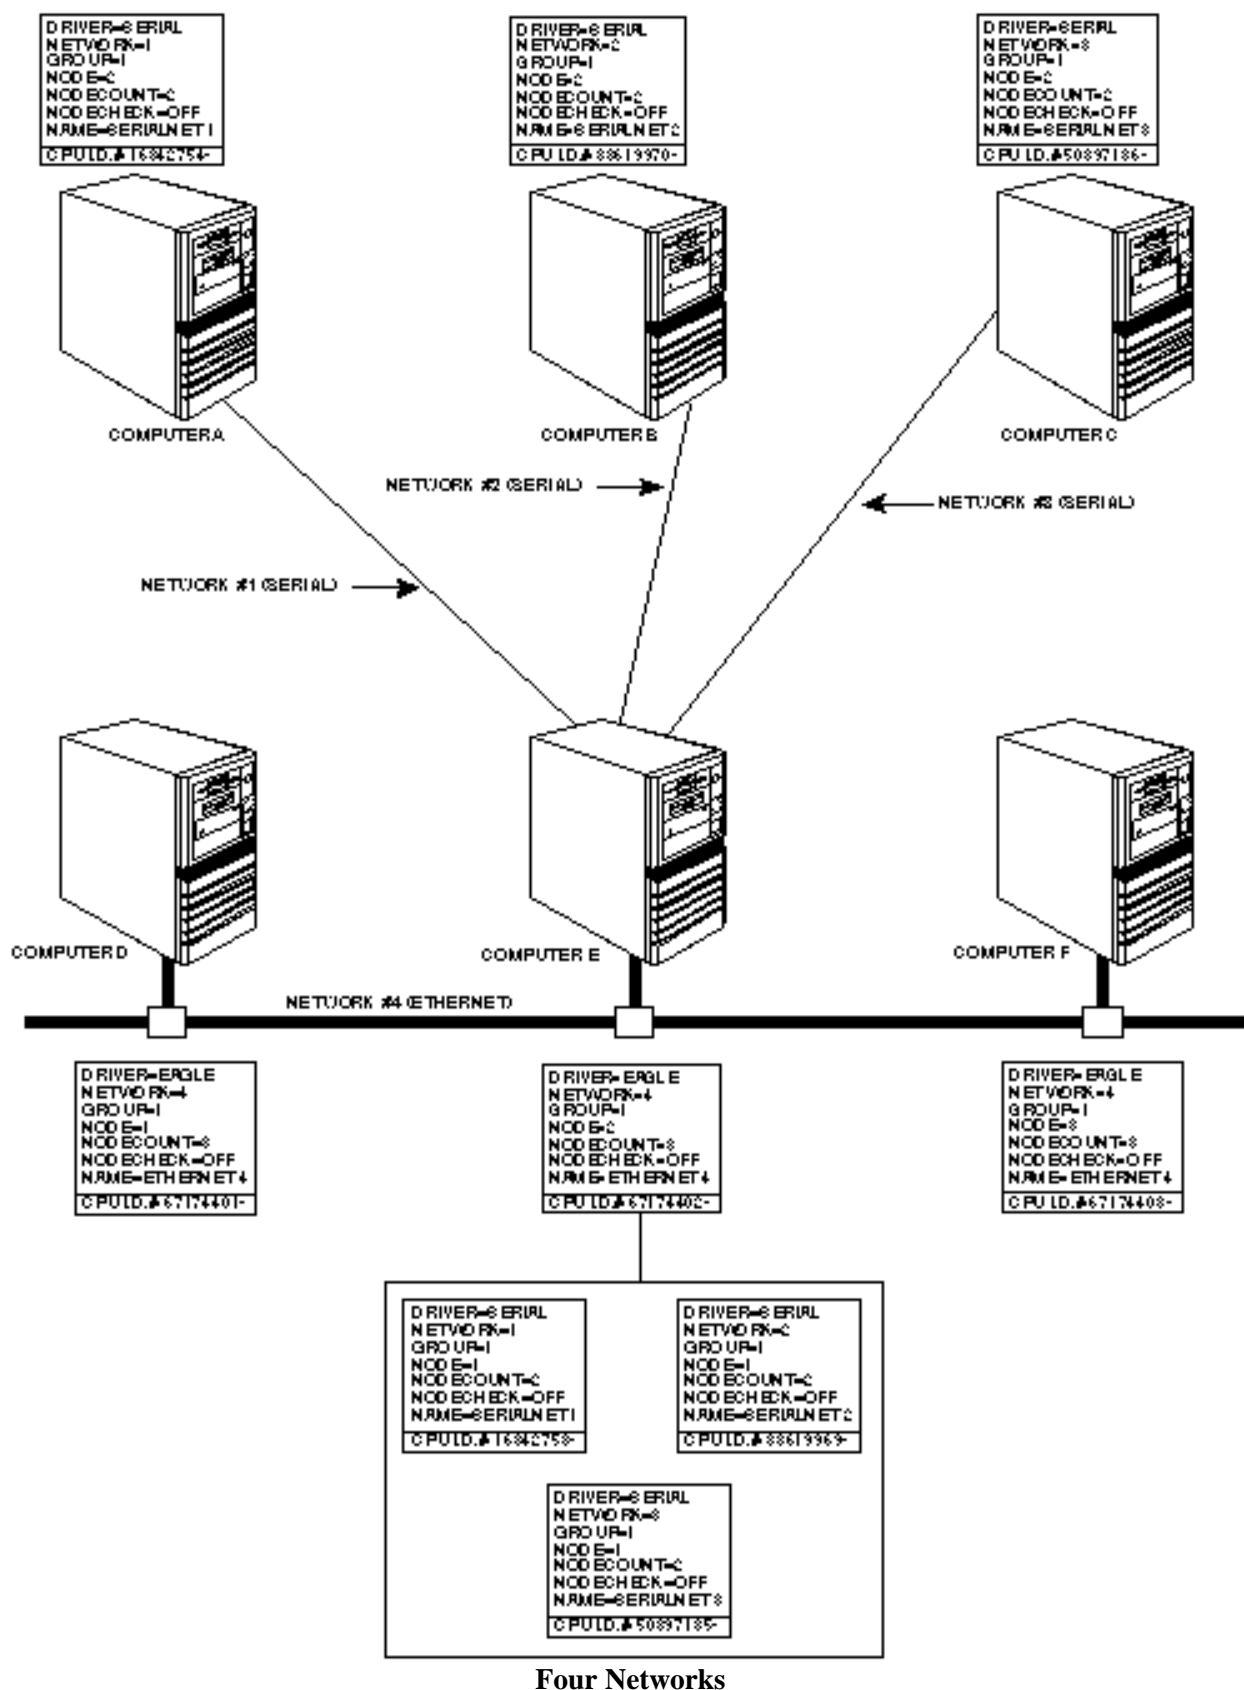 DRIVER=SERIAL
NETWORK=1
GROUP=1
NODE=2
NODECOUNT=2
NODECHECK=OFF
NAME=SERIALNET1
CPU I.D.#16842754-
DRIVER=SERIAL
NETWORK=2
GROUP=1
NODE=2
NODECOUNT=2
NODECHECK=OFF
NAME=SERIALNET2
CPU I.D.#33619970-
DRIVER=SERIAL
NETWORK=3
GROUP=1
NODE=2
NODECOUNT=2
NODECHECK=OFF
NAME=SERIALNET3
CPU I.D.#50397186-
COMPUTER A
COMPUTER B
COMPUTER C
NETWORK #2 (SERIAL)
NETWORK #3 (SERIAL)
NETWORK #1 (SERIAL)
COMPUTER D
COMPUTER E
COMPUTER F
NETWORK #4 (ETHERNET)
DRIVER=EAGLE
NETWORK=4
GROUP=1
NODE=1
NODECOUNT=3
NODECHECK=OFF
NAME=ETHERNET4
CPU I.D.#67174401-
DRIVER=EAGLE
NETWORK=4
GROUP=1
NODE=2
NODECOUNT=3
NODECHECK=OFF
NAME=ETHERNET4
CPU I.D.#67174402-
DRIVER=EAGLE
NETWORK=4
GROUP=1
NODE=3
NODECOUNT=3
NODECHECK=OFF
NAME=ETHERNET4
CPU I.D.#67174403-
DRIVER=SERIAL
NETWORK=1
GROUP=1
NODE=1
NODECOUNT=2
NODECHECK=OFF
NAME=SERIALNET1
CPU I.D.#16842753-
DRIVER=SERIAL
NETWORK=2
GROUP=1
NODE=1
NODECOUNT=2
NODECHECK=OFF
NAME=SERIALNET2
CPU I.D.#33619969-
DRIVER=SERIAL
NETWORK=3
GROUP=1
NODE=1
NODECOUNT=2
NODECHECK=OFF
NAME=SERIALNET3
CPU I.D.#50397185-
Four Networks